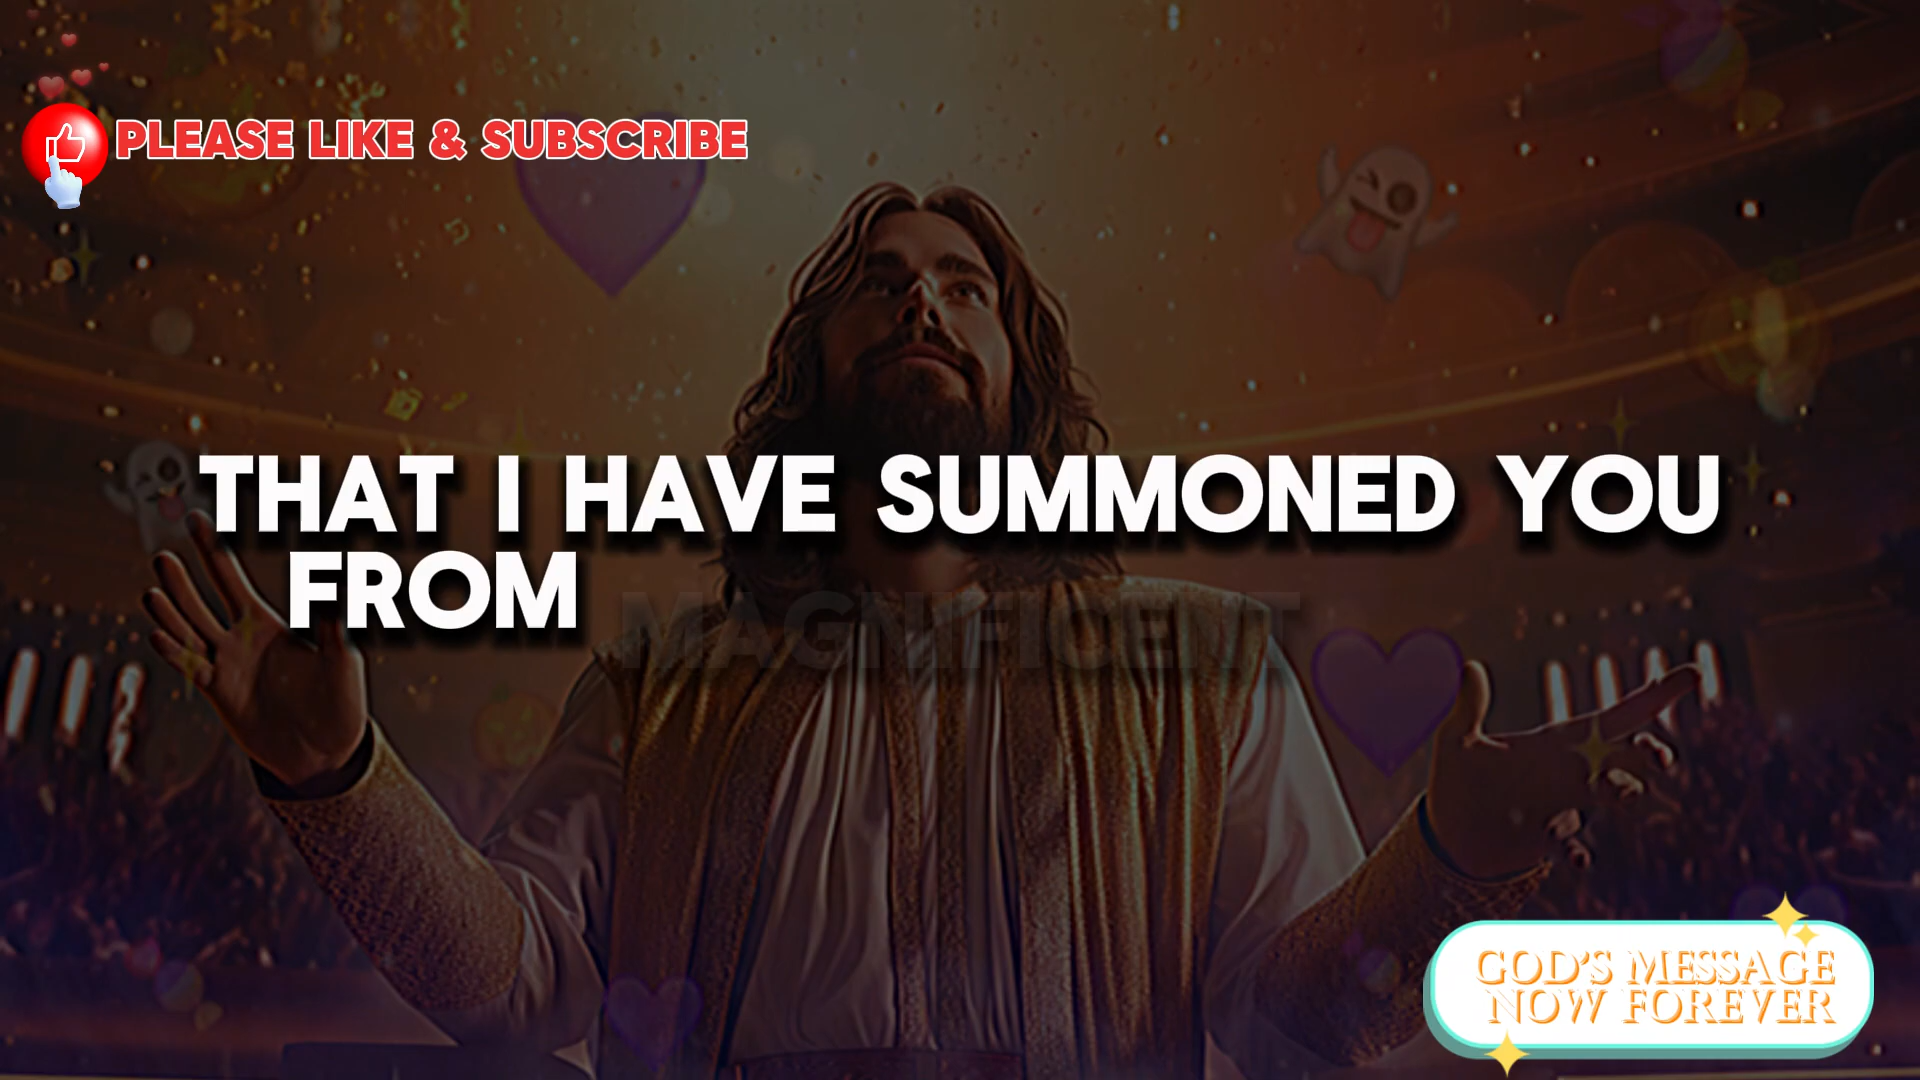 PLEASE LIKE & SUBSCRIBE
THAT I HAVE SUMMONED YOU
FROM
MAGNIFICENT
GOD'S MESSAGE
NOW FOREVER